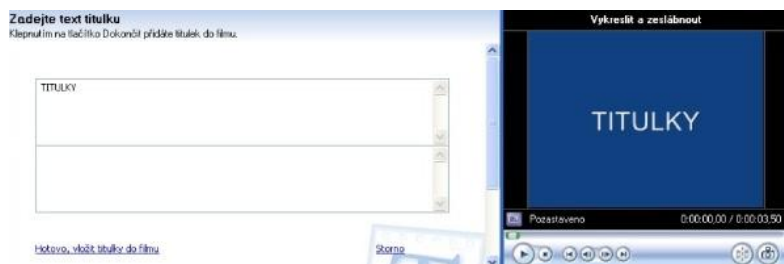 Zadejte text titulku
Klepnutím na tlačítko Dokončit přidáte titulek do filmu.
TITULKY
Hotovo, vložit titulky do filmu
Storno
Vykreslit a zeslábnout
TITULKY
Pozastaveno
0:00:00,00 / 0:00:03,50